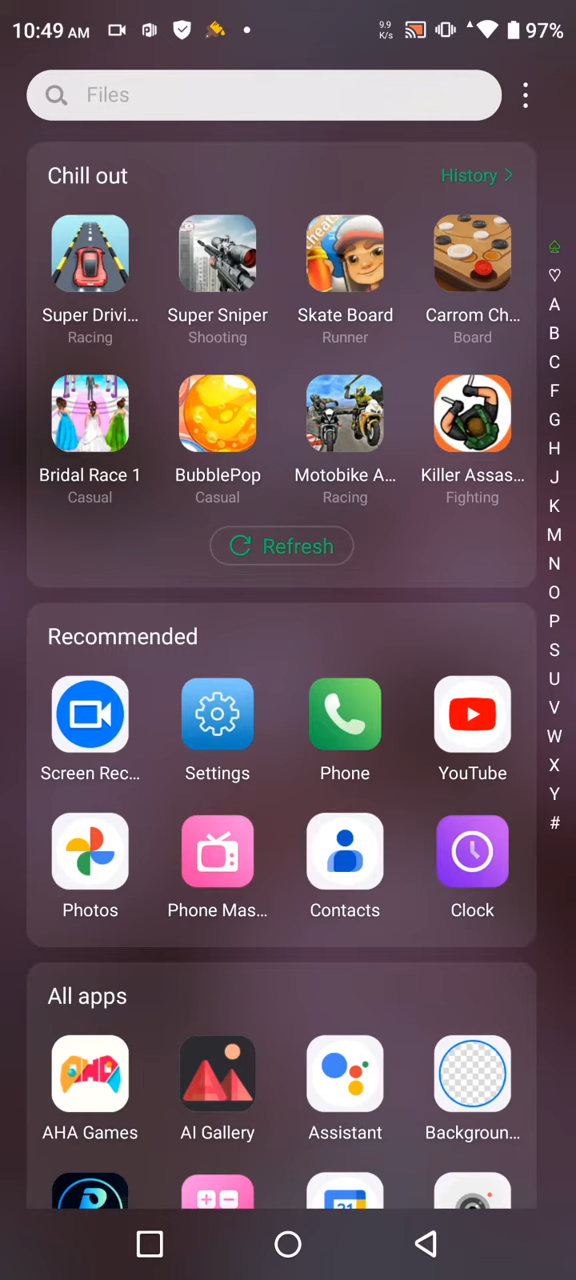 10:49 AM
9.9 K/s
97%
Files
Chill out
History
Super Drivi...
Super Sniper
Skate Board
Carrom Ch...
Racing
Shooting
Runner
Board
cheats
Bridal Race 1
BubblePop
Motobike A...
Killer Assas...
Casual
Casual
Racing
Fighting
Refresh
Recommended
Screen Rec...
Settings
Phone
YouTube
Photos
Phone Mas...
Contacts
Clock
All apps
AHA Games
AI Gallery
Assistant
Backgroun...
31
A
B
C
F
G
H
J
K
M
N
O
P
S
U
V
W
X
Y
#